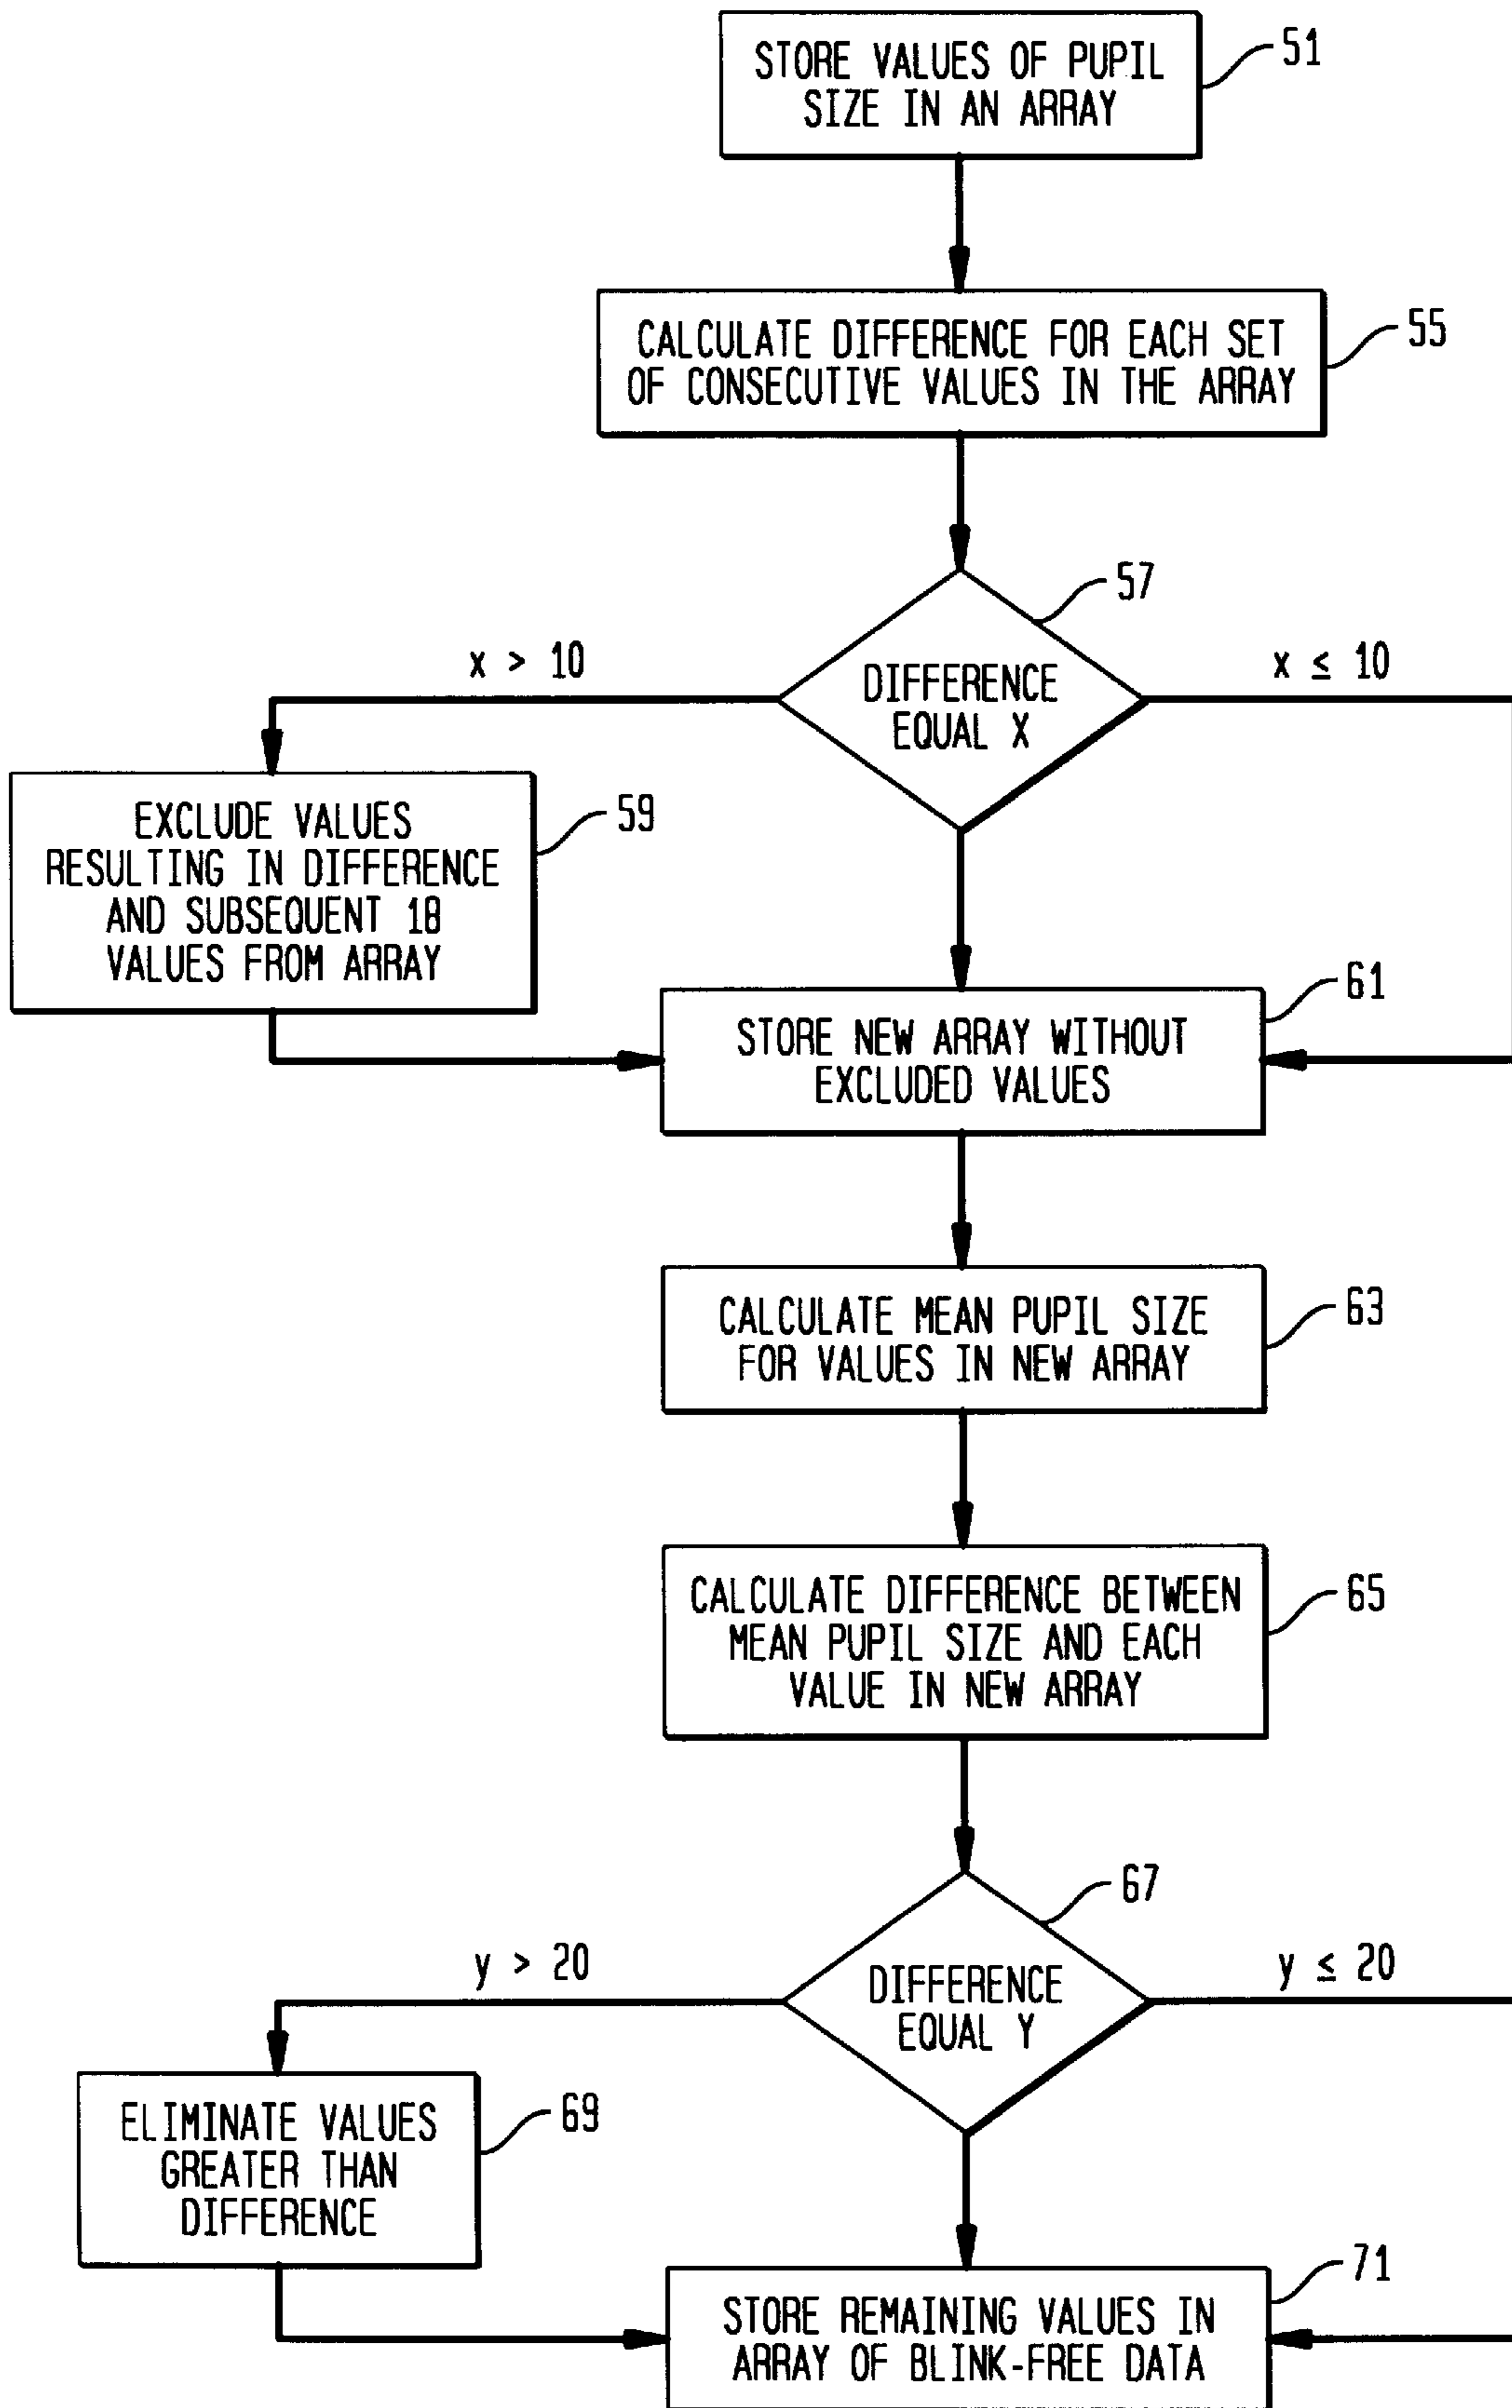 STORE VALUES OF PUPIL
SIZE IN AN ARRAY
51
CALCULATE DIFFERENCE FOR EACH SET
OF CONSECUTIVE VALUES IN THE ARRAY
55
57
x > 10
DIFFERENCE
EQUAL X
x ≤ 10
EXCLUDE VALUES
RESULTING IN DIFFERENCE
AND SUBSEQUENT 18
VALUES FROM ARRAY
59
61
STORE NEW ARRAY WITHOUT
EXCLUDED VALUES
CALCULATE MEAN PUPIL SIZE
FOR VALUES IN NEW ARRAY
63
CALCULATE DIFFERENCE BETWEEN
MEAN PUPIL SIZE AND EACH
VALUE IN NEW ARRAY
65
67
y > 20
DIFFERENCE
EQUAL Y
y ≤ 20
ELIMINATE VALUES
GREATER THAN
DIFFERENCE
69
71
STORE REMAINING VALUES IN
ARRAY OF BLINK-FREE DATA